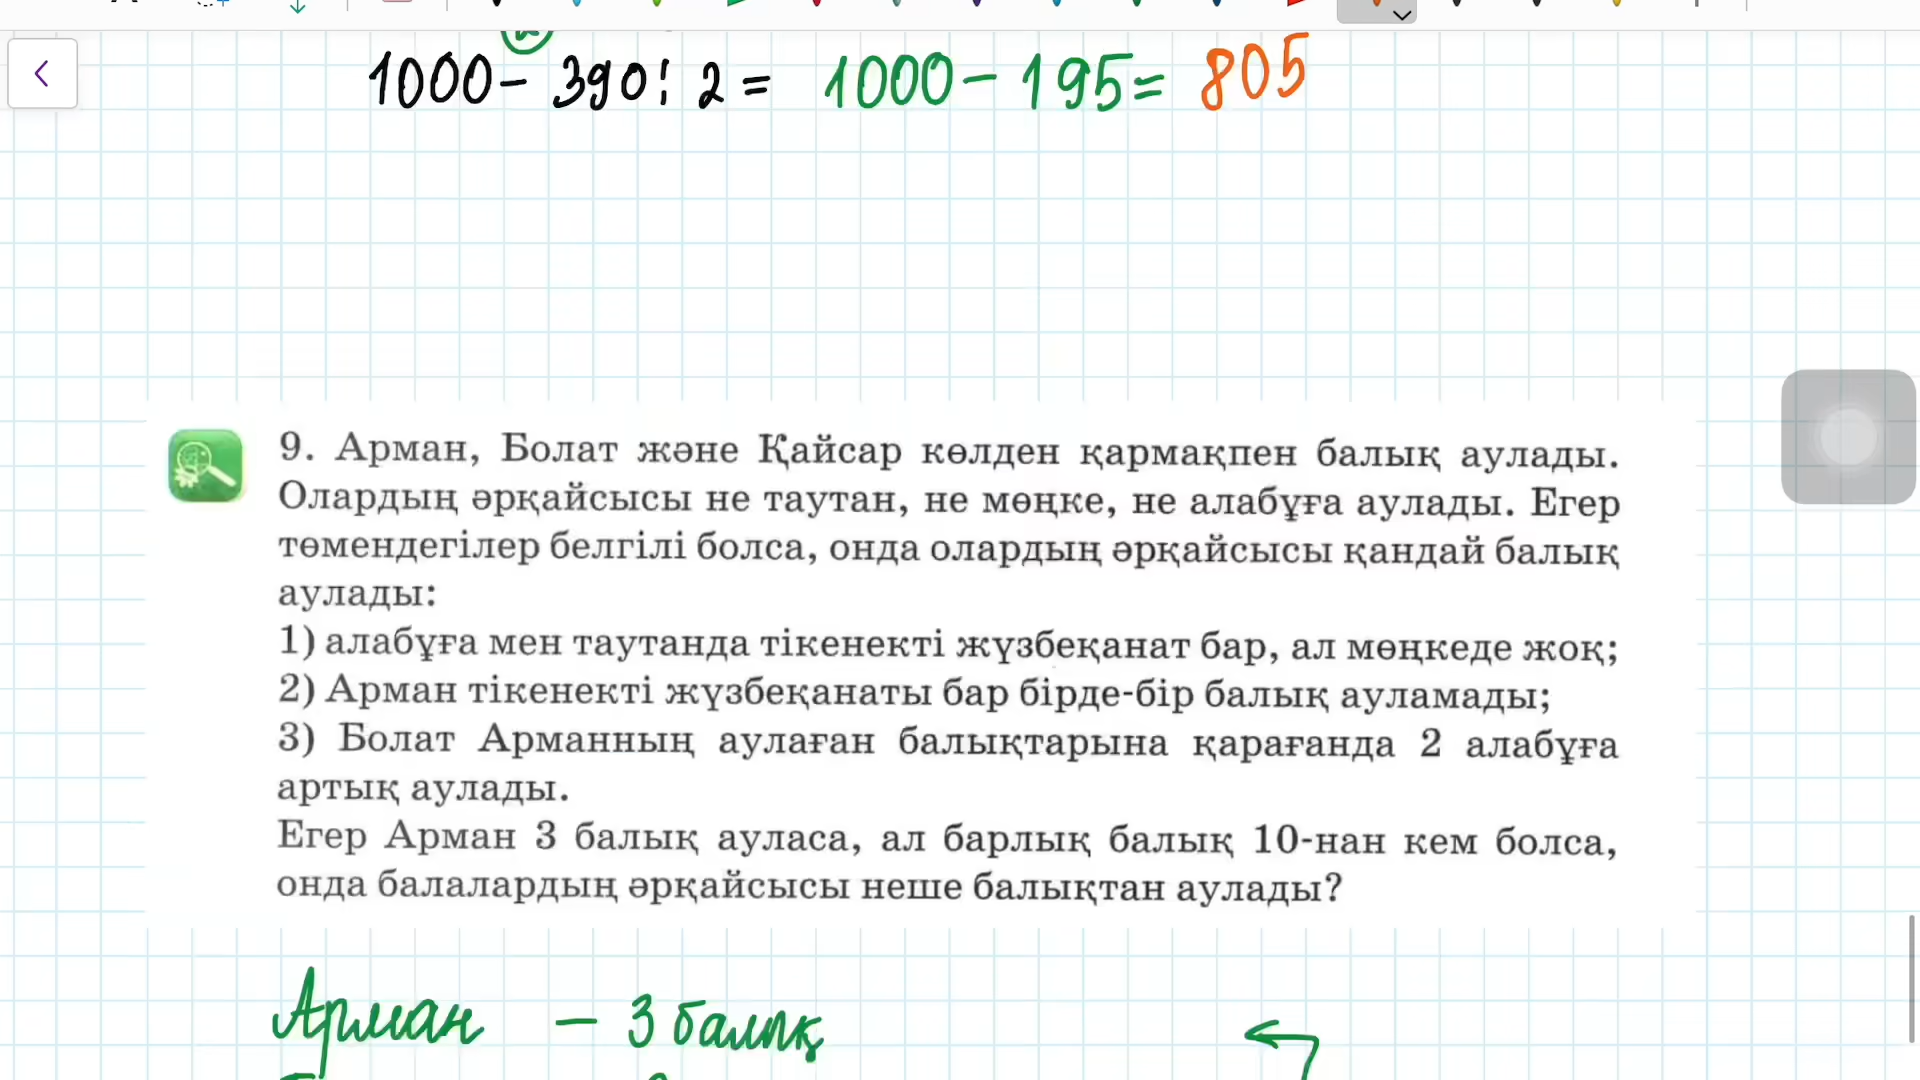 1000 - 390 : 2 = 1000 - 195 = 805
9. Арман, Болат және Қайсар көлден қармақпен балық аулады.
Олардың әрқайсысы не таутан, не мөңке, не алабұға аулады. Егер
төмендегілер белгілі болса, онда олардың әрқайсысы қандай балық
аулады:
1) алабұға мен таутанда тікенекті жүзбеқанат бар, ал мөңкеде жоқ;
2) Арман тікенекті жүзбеқанаты бар бірде-бір балық ауламады;
3) Болат Арманның аулаған балықтарына қарағанда 2 алабұға
артық аулады.
Егер Арман 3 балық ауласа, ал барлық балық 10-нан кем болса,
онда балалардың әрқайсысы неше балықтан аулады?
Арман - 3 балық